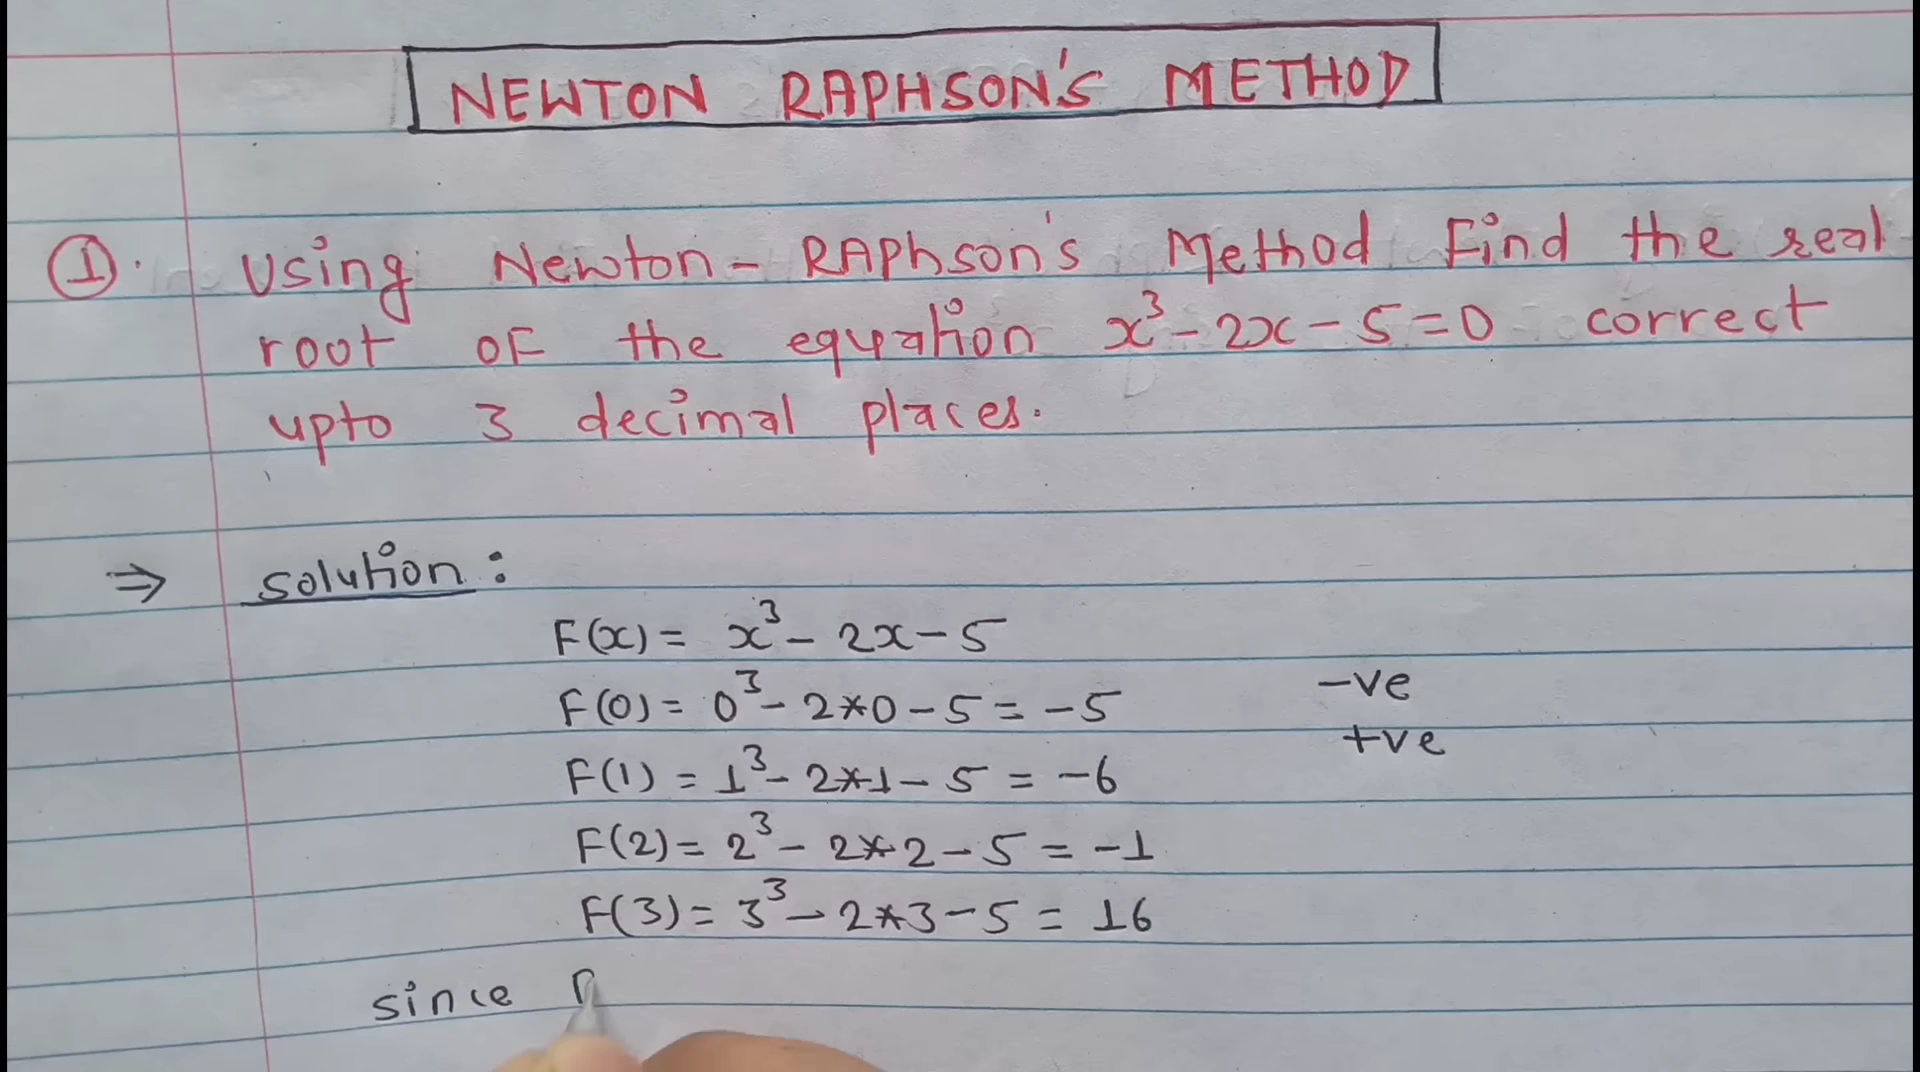 NEWTON RAPHSON'S METHOD
①. Using Newton-RAPhson's Method Find the real
root OF the equation x³-2x-5=0 correct
upto 3 decimal places.
⇒ solution:
F(x) = x³-2x-5
F(0) = 0³-2*0-5 = -5
-ve
+ve
F(1) = 1³-2*1-5 = -6
F(2) = 2³-2*2-5 = -1
F(3) = 3³-2*3-5 = 16
since